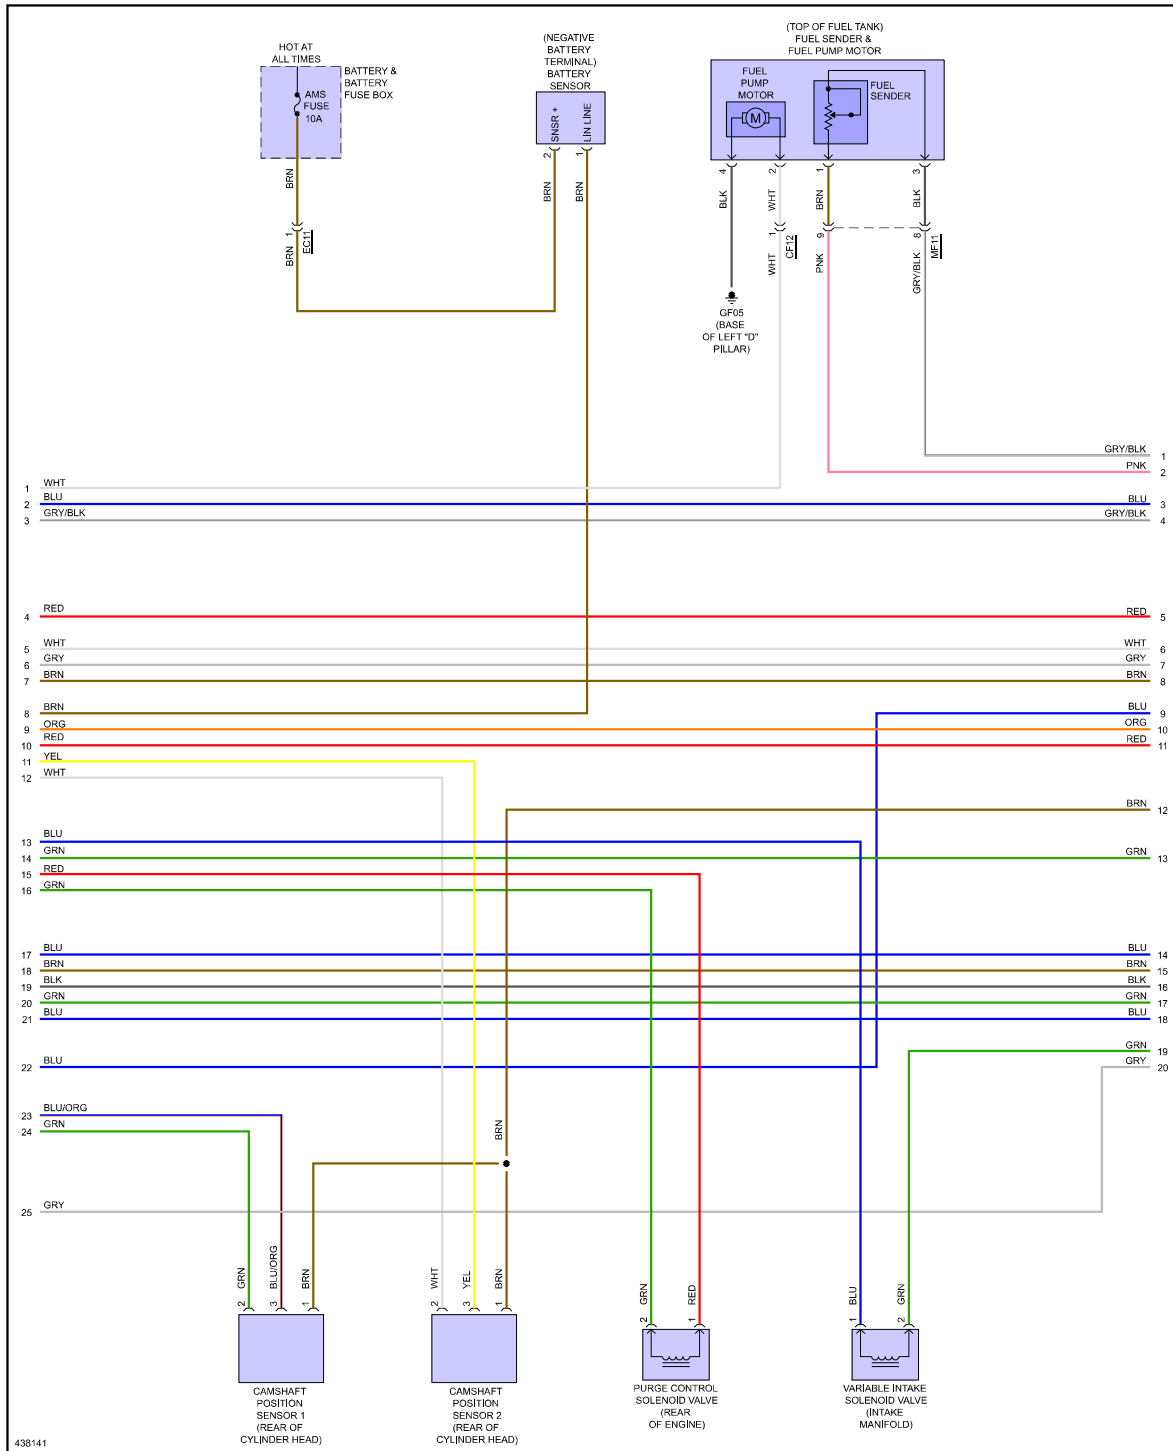 HOT AT
ALL TIMES
BATTERY &
BATTERY
FUSE BOX
AMS
FUSE
10A
BRN
1
EC11
BRN
(NEGATIVE
BATTERY
TERMINAL)
BATTERY
SENSOR
SNSR +
LIN LINE
2
1
BRN
BRN
(TOP OF FUEL TANK)
FUEL SENDER &
FUEL PUMP MOTOR
FUEL
PUMP
MOTOR
M
FUEL
SENDER
4
2
1
3
BLK
WHT
BRN
BLK
1
CF12
9
8
MF11
WHT
PNK
GRY/BLK
GF05
(BASE
OF LEFT "D"
PILLAR)
GRY/BLK 1
PNK 2
1 WHT
2 BLU
BLU 3
3 GRY/BLK
GRY/BLK 4
4 RED
RED 5
5 WHT
WHT 6
6 GRY
GRY 7
7 BRN
BRN 8
8 BRN
BLU 9
9 ORG
ORG 10
10 RED
RED 11
11 YEL
12 WHT
BRN 12
13 BLU
14 GRN
GRN 13
15 RED
16 GRN
17 BLU
BLU 14
18 BRN
BRN 15
19 BLK
BLK 16
20 GRN
GRN 17
21 BLU
BLU 18
GRN 19
22 BLU
GRY 20
23 BLU/ORG
24 GRN
BRN
25 GRY
GRN
BLU/ORG
BRN
2
3
1
WHT
YEL
BRN
2
3
1
GRN
RED
2
1
BLU
GRN
1
2
CAMSHAFT
POSITION
SENSOR 1
(REAR OF
CYLINDER HEAD)
CAMSHAFT
POSITION
SENSOR 2
(REAR OF
CYLINDER HEAD)
PURGE CONTROL
SOLENOID VALVE
(REAR
OF ENGINE)
VARIABLE INTAKE
SOLENOID VALVE
(INTAKE
MANIFOLD)
438141